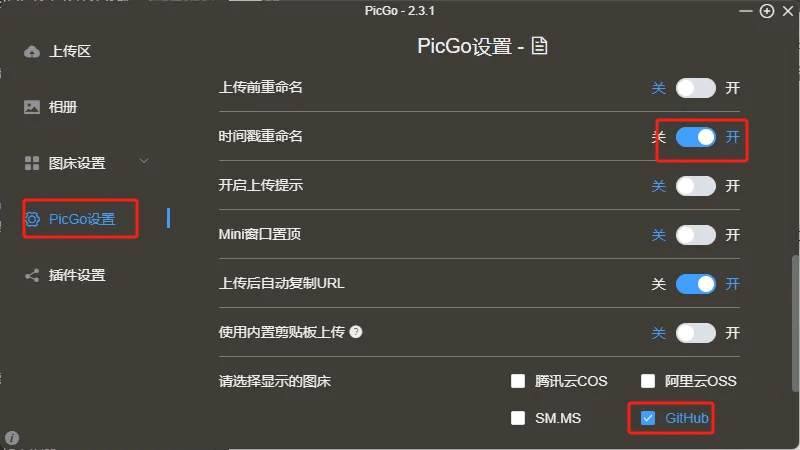 PicGo - 2.3.1
PicGo设置 -
上传区
相册
图床设置
PicGo设置
插件设置
上传前重命名 关 开
时间戳重命名 关 开
开启上传提示 关 开
Mini窗口置顶 关 开
上传后自动复制URL 关 开
使用内置剪贴板上传 ? 关 开
请选择显示的图床 腾讯云COS 阿里云OSS
SM.MS GitHub